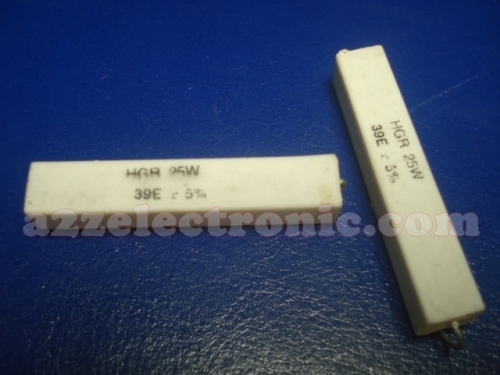 HGR 25W
39E ± 5%
HGR 25W
39E ± 5%
a2zelectronic.com